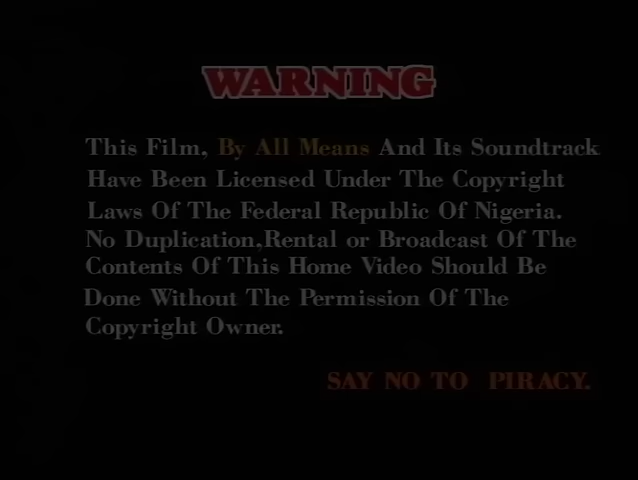 WARNING
This Film, By All Means And Its Soundtrack
Have Been Licensed Under The Copyright
Laws Of The Federal Republic Of Nigeria.
No Duplication,Rental or Broadcast Of The
Contents Of This Home Video Should Be
Done Without The Permission Of The
Copyright Owner.
SAY NO TO PIRACY.